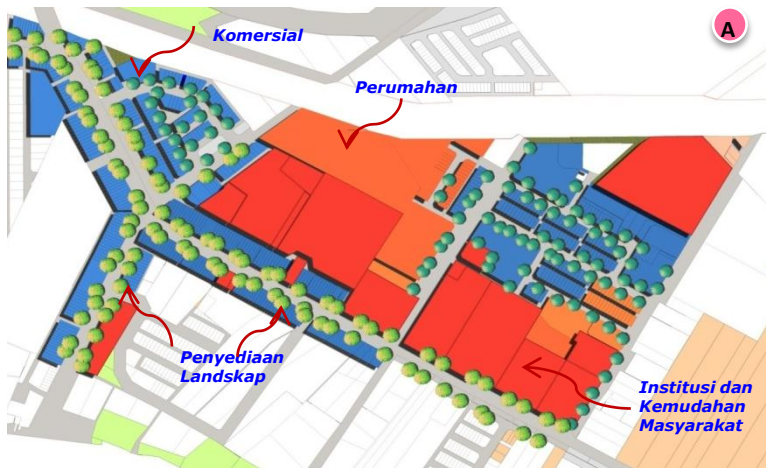 A
Komersial
Perumahan
Penyediaan
Landskap
Institusi dan
Kemudahan
Masyarakat